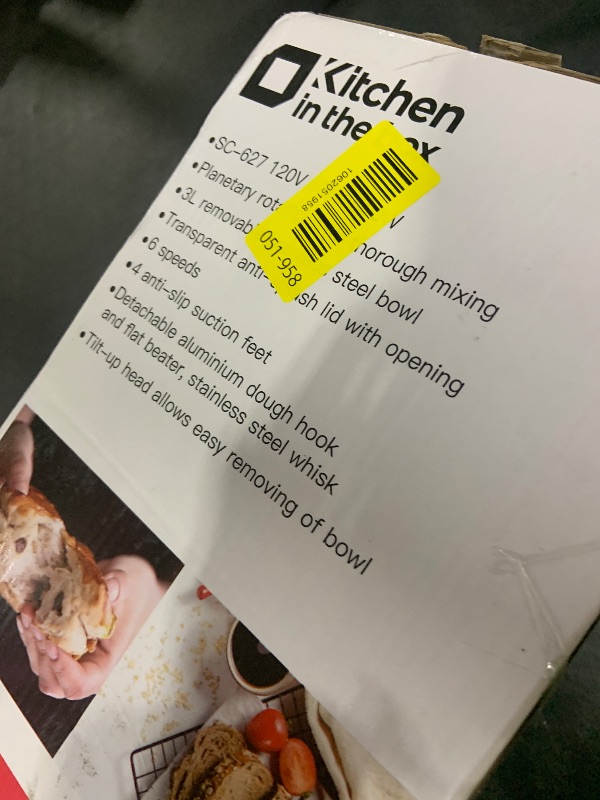 Kitchen
in the ox
•SC-627 120V V
•Planetary rot horough mixing
•3L removab steel bowl
•Transparent anti-s sh lid with opening
•6 speeds
•4 anti-slip suction feet
•Detachable aluminium dough hook
and flat beater, stainless steel whisk
•Tilt-up head allows easy removing of bowl
1062051958
051-958